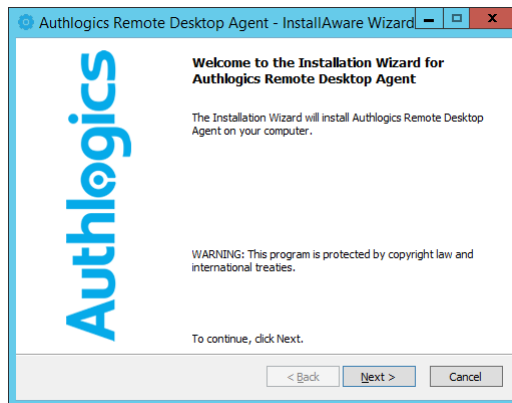 Authlogics Remote Desktop Agent - InstallAware Wizard
Authlogics
Welcome to the Installation Wizard for
Authlogics Remote Desktop Agent
The Installation Wizard will install Authlogics Remote Desktop
Agent on your computer.
WARNING: This program is protected by copyright law and
international treaties.
To continue, click Next.
< Back
Next >
Cancel